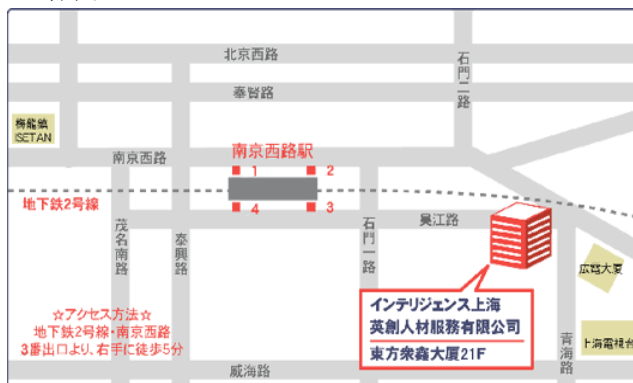 北京西路
石門二路
奉賢路
梅龍鎮
ISETAN
南京西路駅
南京西路
1
2
地下鉄2号線
4
3
呉江路
茂名南路
泰興路
石門一路
広電大厦
インテリジェンス上海
英創人材服務有限公司
東方衆鑫大厦21F
☆アクセス方法☆
地下鉄2号線・南京西路
3番出口より、右手に徒歩5分
青海路
上海電視台
威海路